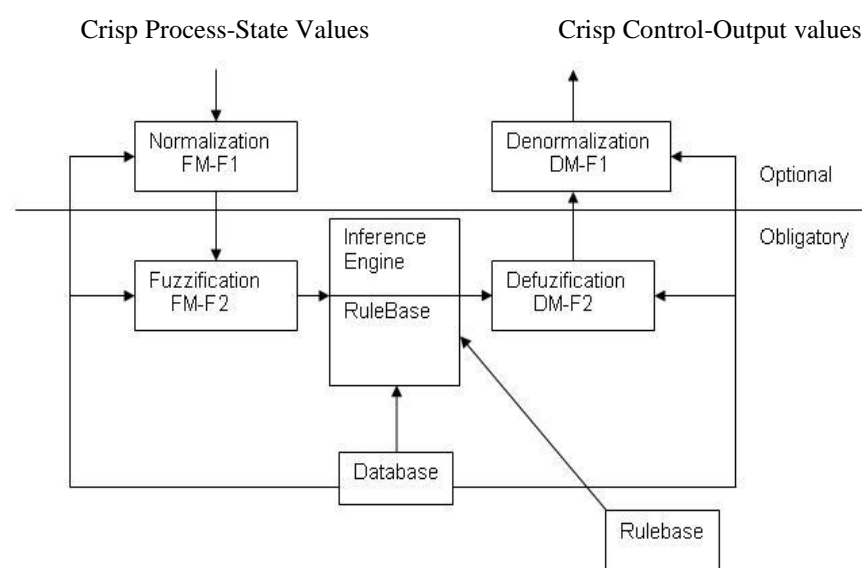 Crisp Process-State Values
Crisp Control-Output values
Normalization
FM-F1
Denormalization
DM-F1
Optional
Obligatory
Inference
Engine
Fuzzification
FM-F2
RuleBase
Defuzification
DM-F2
Database
Rulebase